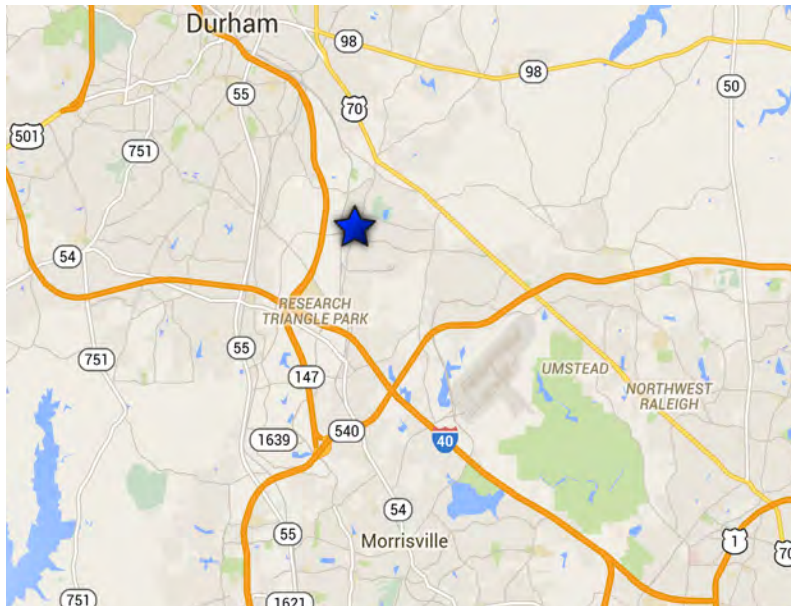 Durham
98
98
55
70
50
501
751
54
RESEARCH
TRIANGLE PARK
55
751
147
UMSTEAD
NORTHWEST
RALEIGH
1639
540
40
54
55
Morrisville
1
70
751
1621